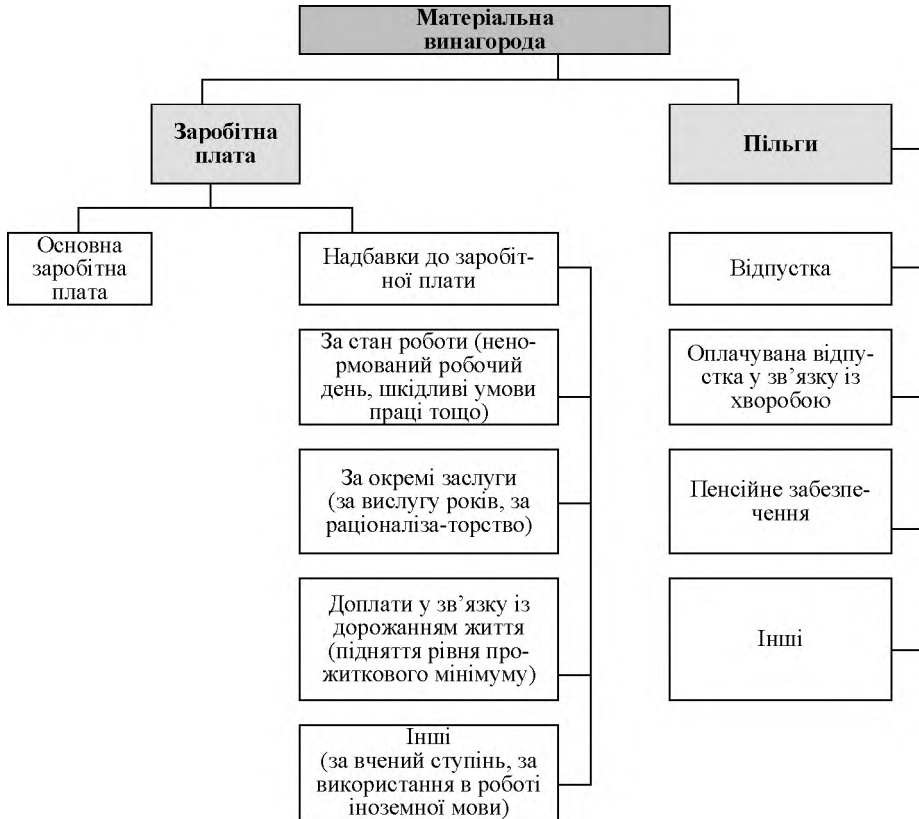 Матеріальна
винагорода
Заробітна
плата
Пільги
Основна
заробітна
плата
Надбавки до заробіт-
ної плати
За стан роботи (нено-
рмований робочий
день, шкідливі умови
праці тощо)
За окремі заслуги
(за вислугу років, за
раціоналіза-торство)
Доплати у зв’язку із
дорожанням життя
(підняття рівня про-
житкового мінімуму)
Інші
(за вчений ступінь, за
використання в роботі
іноземної мови)
Відпустка
Оплачувана відпу-
стка у зв’язку із
хворобою
Пенсійне забезпе-
чення
Інші